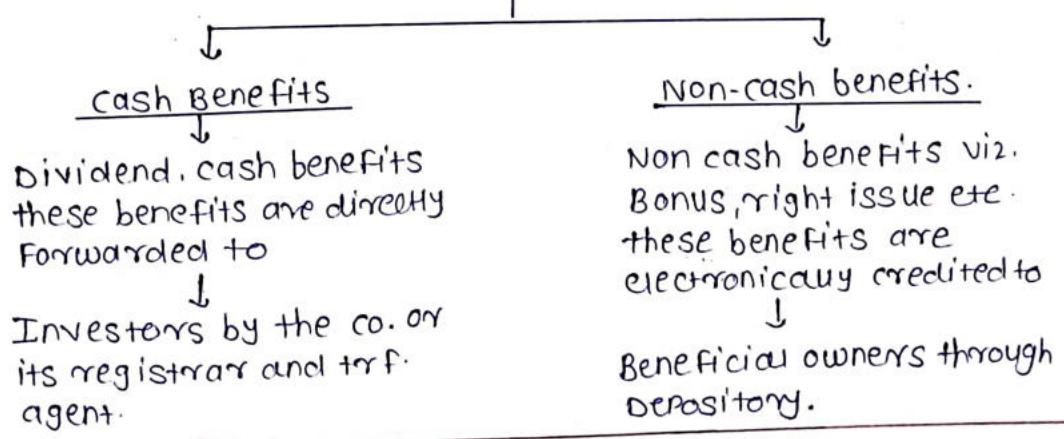 Cash Benefits
Dividend, cash benefits
these benefits are directly
Forwarded to
Investors by the co. or
its registrar and trf.
agent.
Non-cash benefits.
Non cash benefits viz.
Bonus, right issue etc.
these benefits are
electronically credited to
Beneficial owners through
Depository.